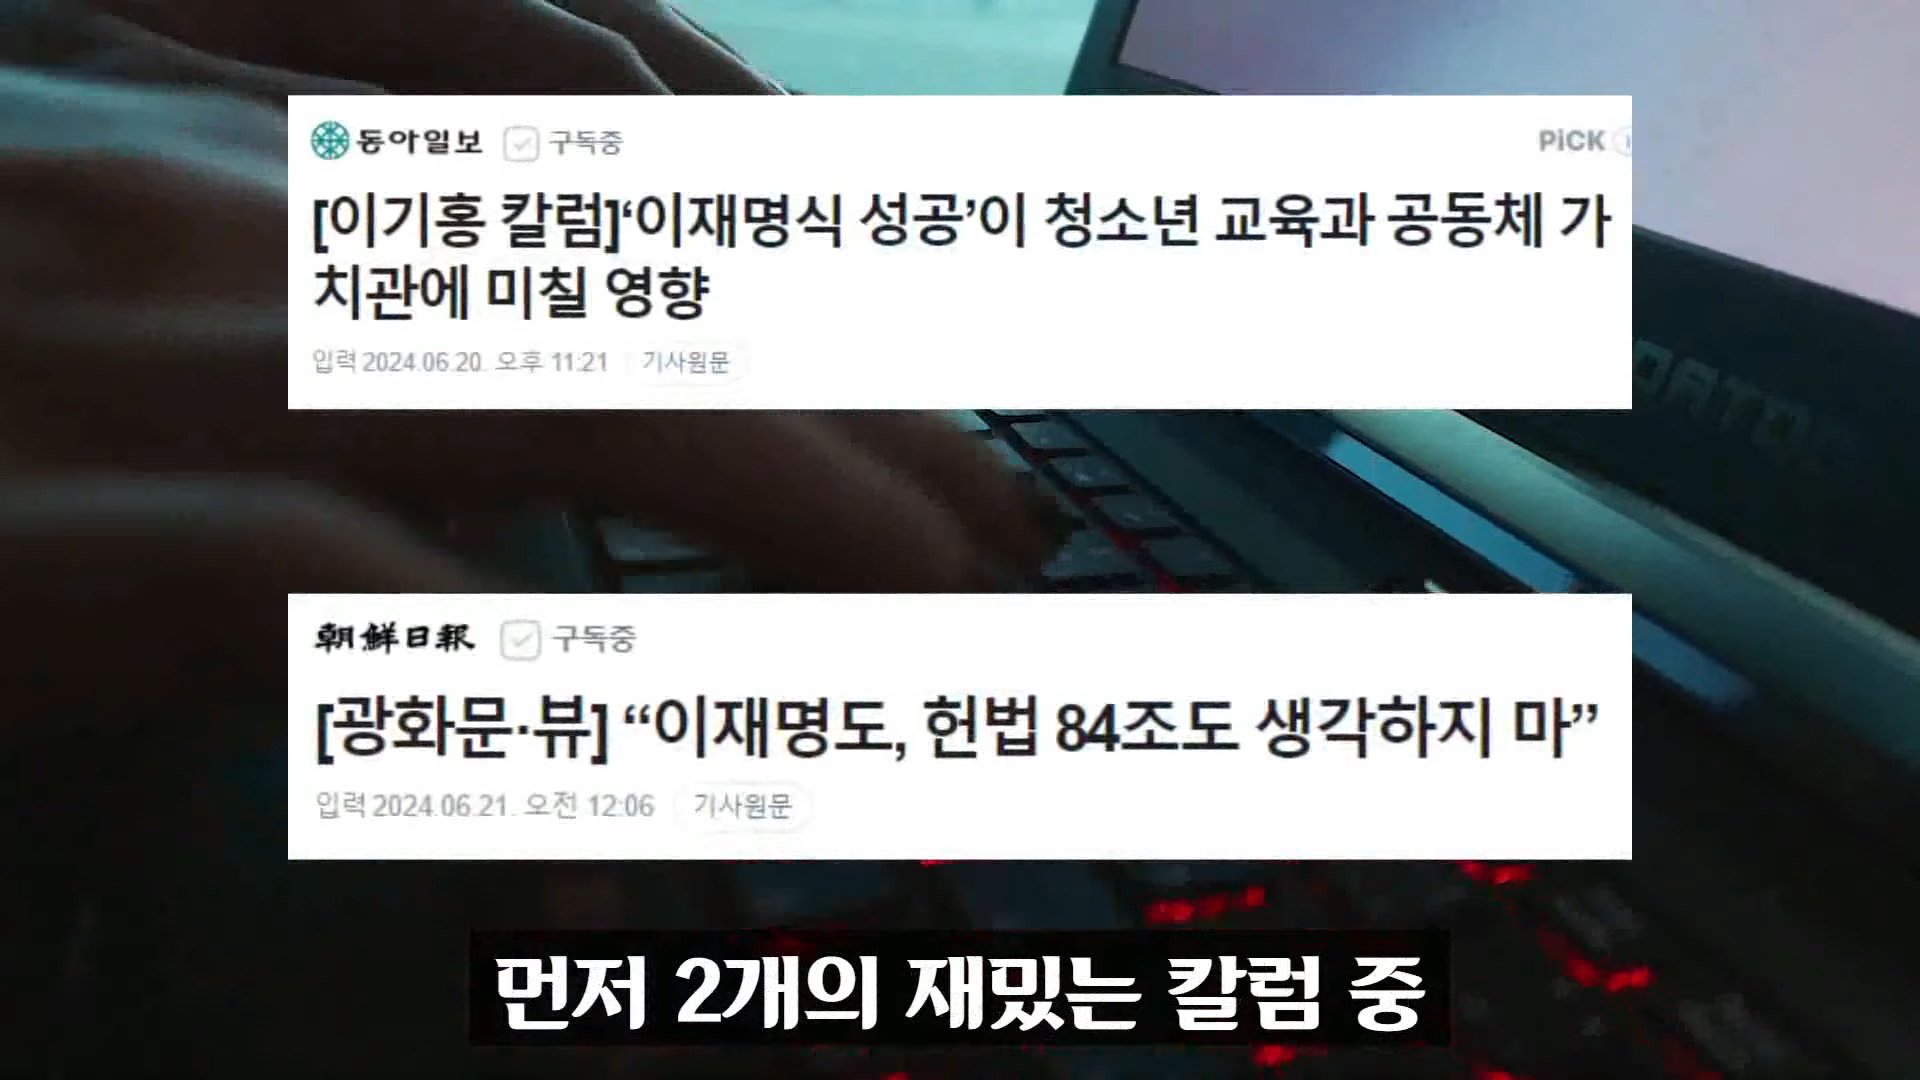 동아일보 구독중 PiCK
[이기홍 칼럼]‘이재명식 성공’이 청소년 교육과 공동체 가
치관에 미칠 영향
입력 2024.06.20. 오후 11:21 기사원문
朝鮮日報 구독중
[광화문·뷰] “이재명도, 헌법 84조도 생각하지 마”
입력 2024.06.21. 오전 12:06 기사원문
먼저 2개의 재밌는 칼럼 중